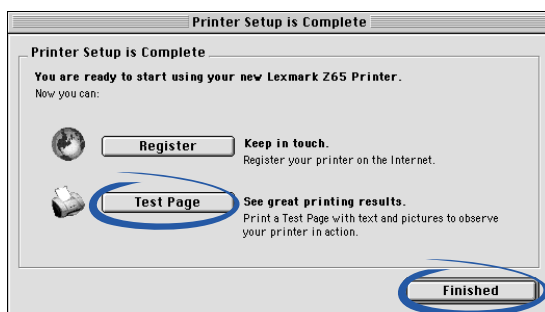 Printer Setup is Complete
Printer Setup is Complete
You are ready to start using your new Lexmark Z65 Printer.
Now you can:
Register
Keep in touch.
Register your printer on the Internet.
Test Page
See great printing results.
Print a Test Page with text and pictures to observe
your printer in action.
Finished